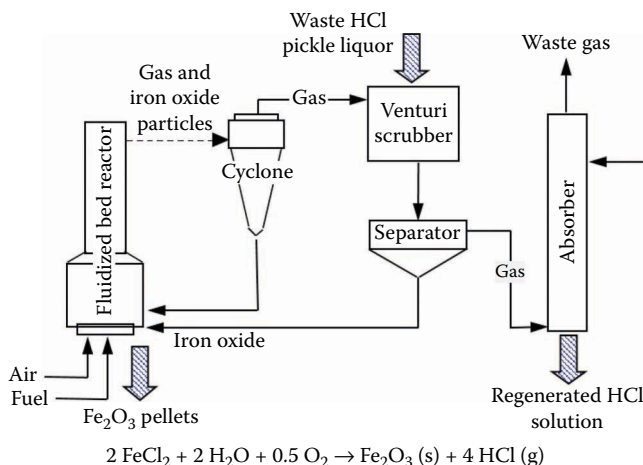 Waste HCl
pickle liquor
Waste gas
Gas and
iron oxide
particles
Gas
Venturi
scrubber
Cyclone
Fluidized bed reactor
Separator
Absorber
Gas
Iron oxide
Air
Fuel
Fe₂O₃ pellets
Regenerated HCl
solution
2 FeCl₂ + 2 H₂O + 0.5 O₂ → Fe₂O₃ (s) + 4 HCl (g)